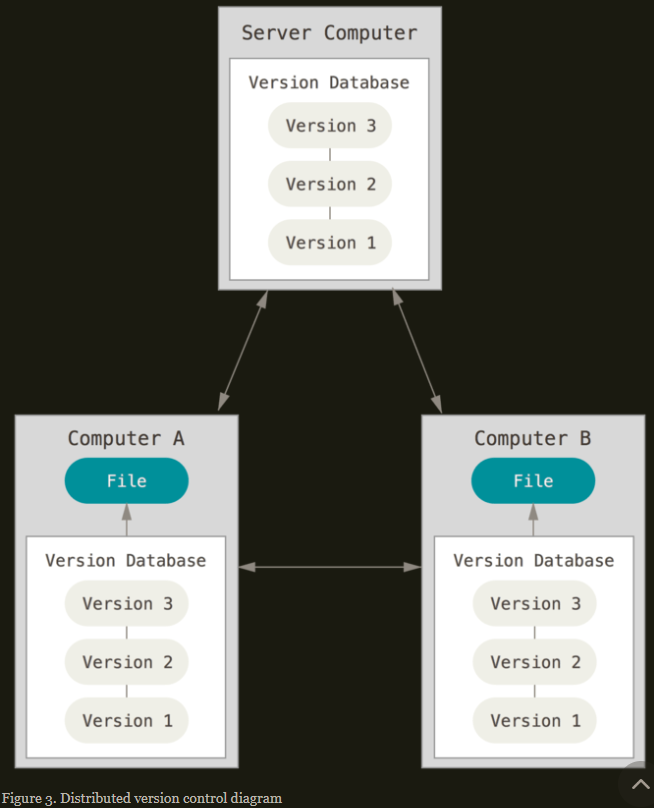 Server Computer
Version Database
Version 3
Version 2
Version 1
Computer A
File
Version Database
Version 3
Version 2
Version 1
Computer B
File
Version Database
Version 3
Version 2
Version 1
Figure 3. Distributed version control diagram